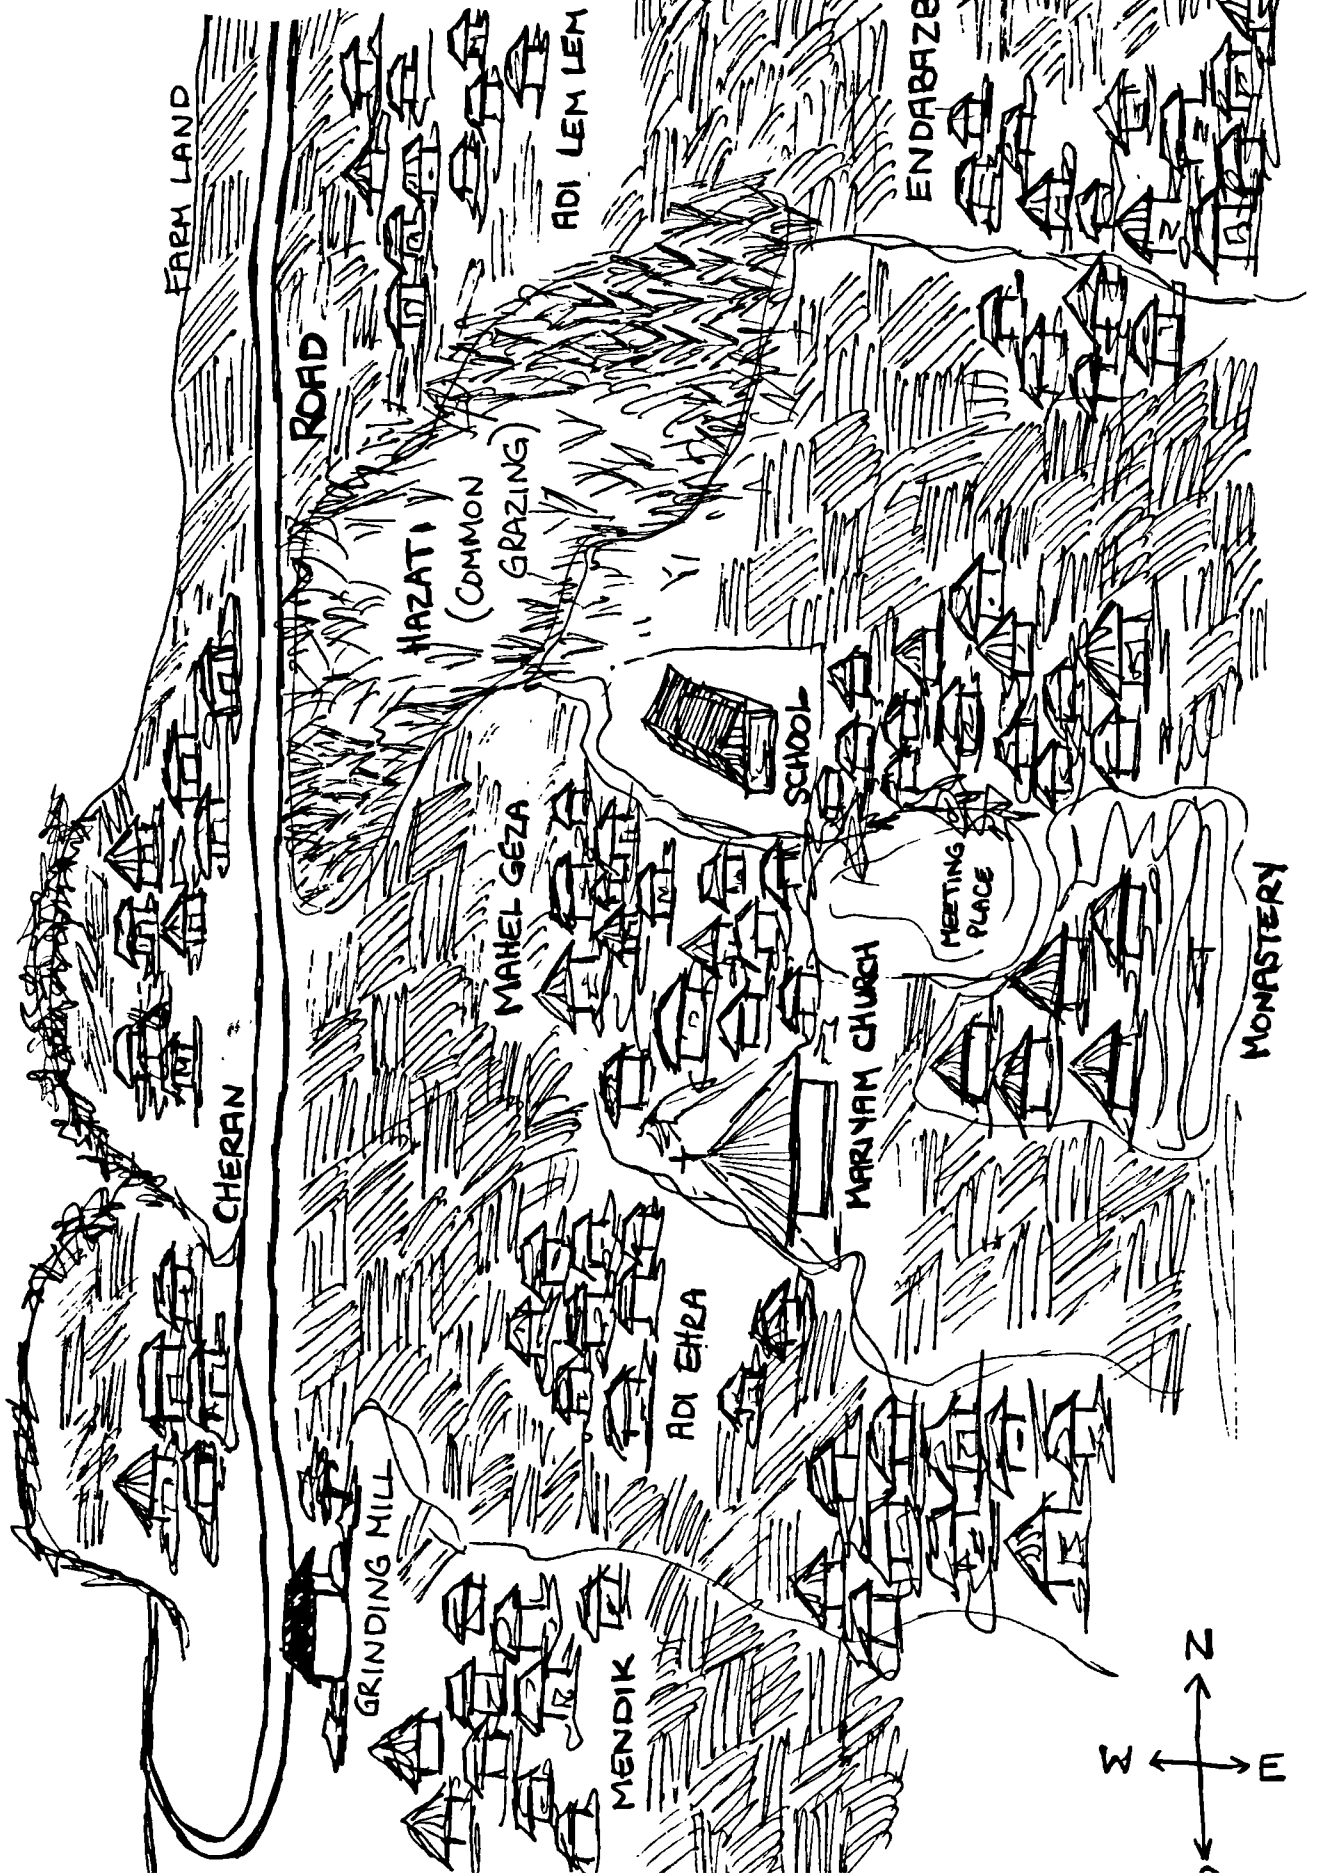 FARM LAND
CHERAN
ROAD
GRINDING MILL
HAZATI
(COMMON
GRAZING)
MAHEL GEZA
ADI LEM LEM
MENDIK
ADI EHRA
SCHOOL
MARIYAM CHURCH
ENDABAZB
MEETING
PLACE
MONASTERY
W
N
E